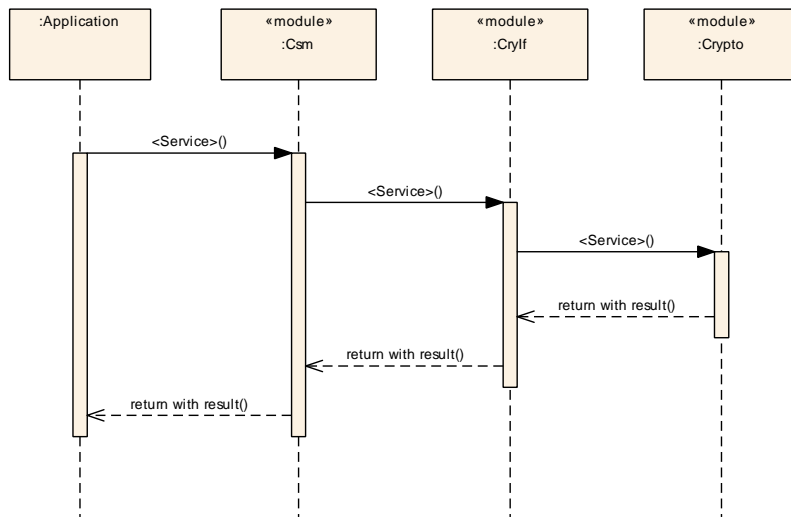 :Application
«module»
:Csm
«module»
:CryIf
«module»
:Crypto
<Service>()
<Service>()
<Service>()
return with result()
return with result()
return with result()